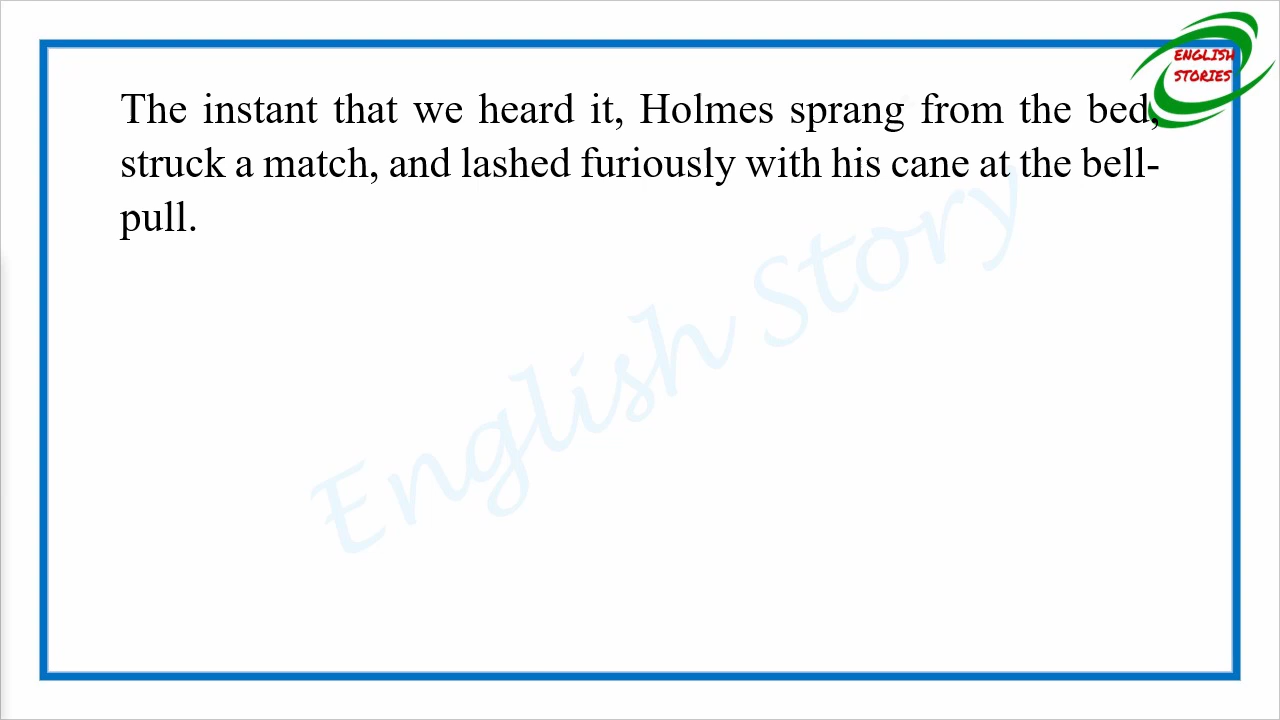 ENGLISH
STORIES
The instant that we heard it, Holmes sprang from the bed,
struck a match, and lashed furiously with his cane at the bell-
pull.
English Story